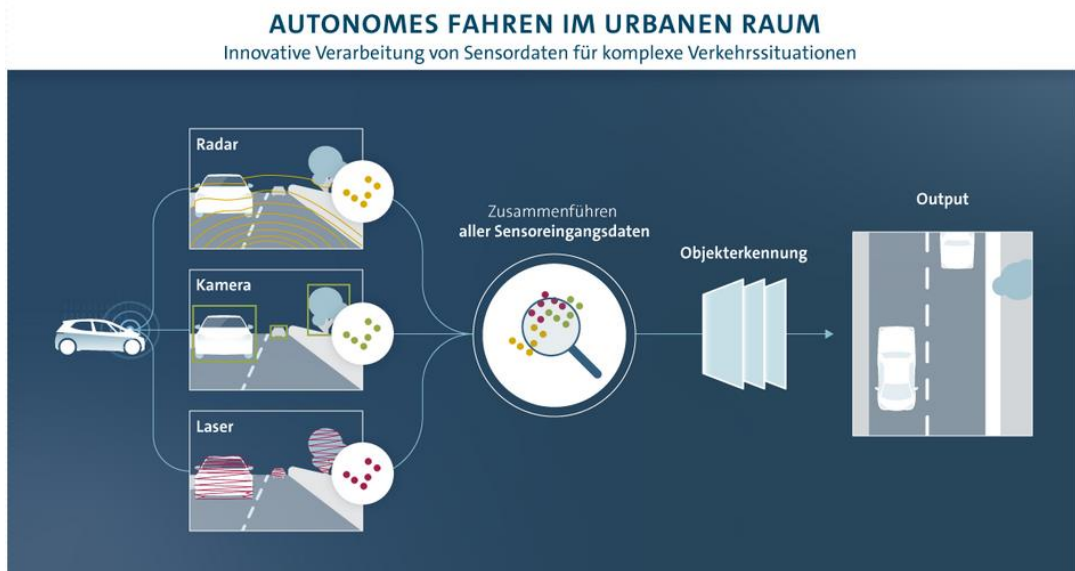 AUTONOMES FAHREN IM URBANEN RAUM
Innovative Verarbeitung von Sensordaten für komplexe Verkehrssituationen
Radar
Kamera
Laser
Zusammenführen
aller Sensoreingangsdaten
Objekterkennung
Output